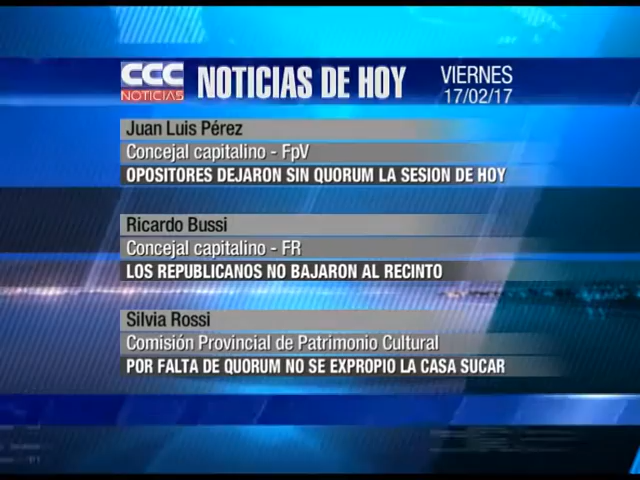 CCC
NOTICIAS
NOTICIAS DE HOY
VIERNES
17/02/17
Juan Luis Pérez
Concejal capitalino - FpV
OPOSITORES DEJARON SIN QUORUM LA SESION DE HOY
Ricardo Bussi
Concejal capitalino - FR
LOS REPUBLICANOS NO BAJARON AL RECINTO
Silvia Rossi
Comisión Provincial de Patrimonio Cultural
POR FALTA DE QUORUM NO SE EXPROPIO LA CASA SUCAR